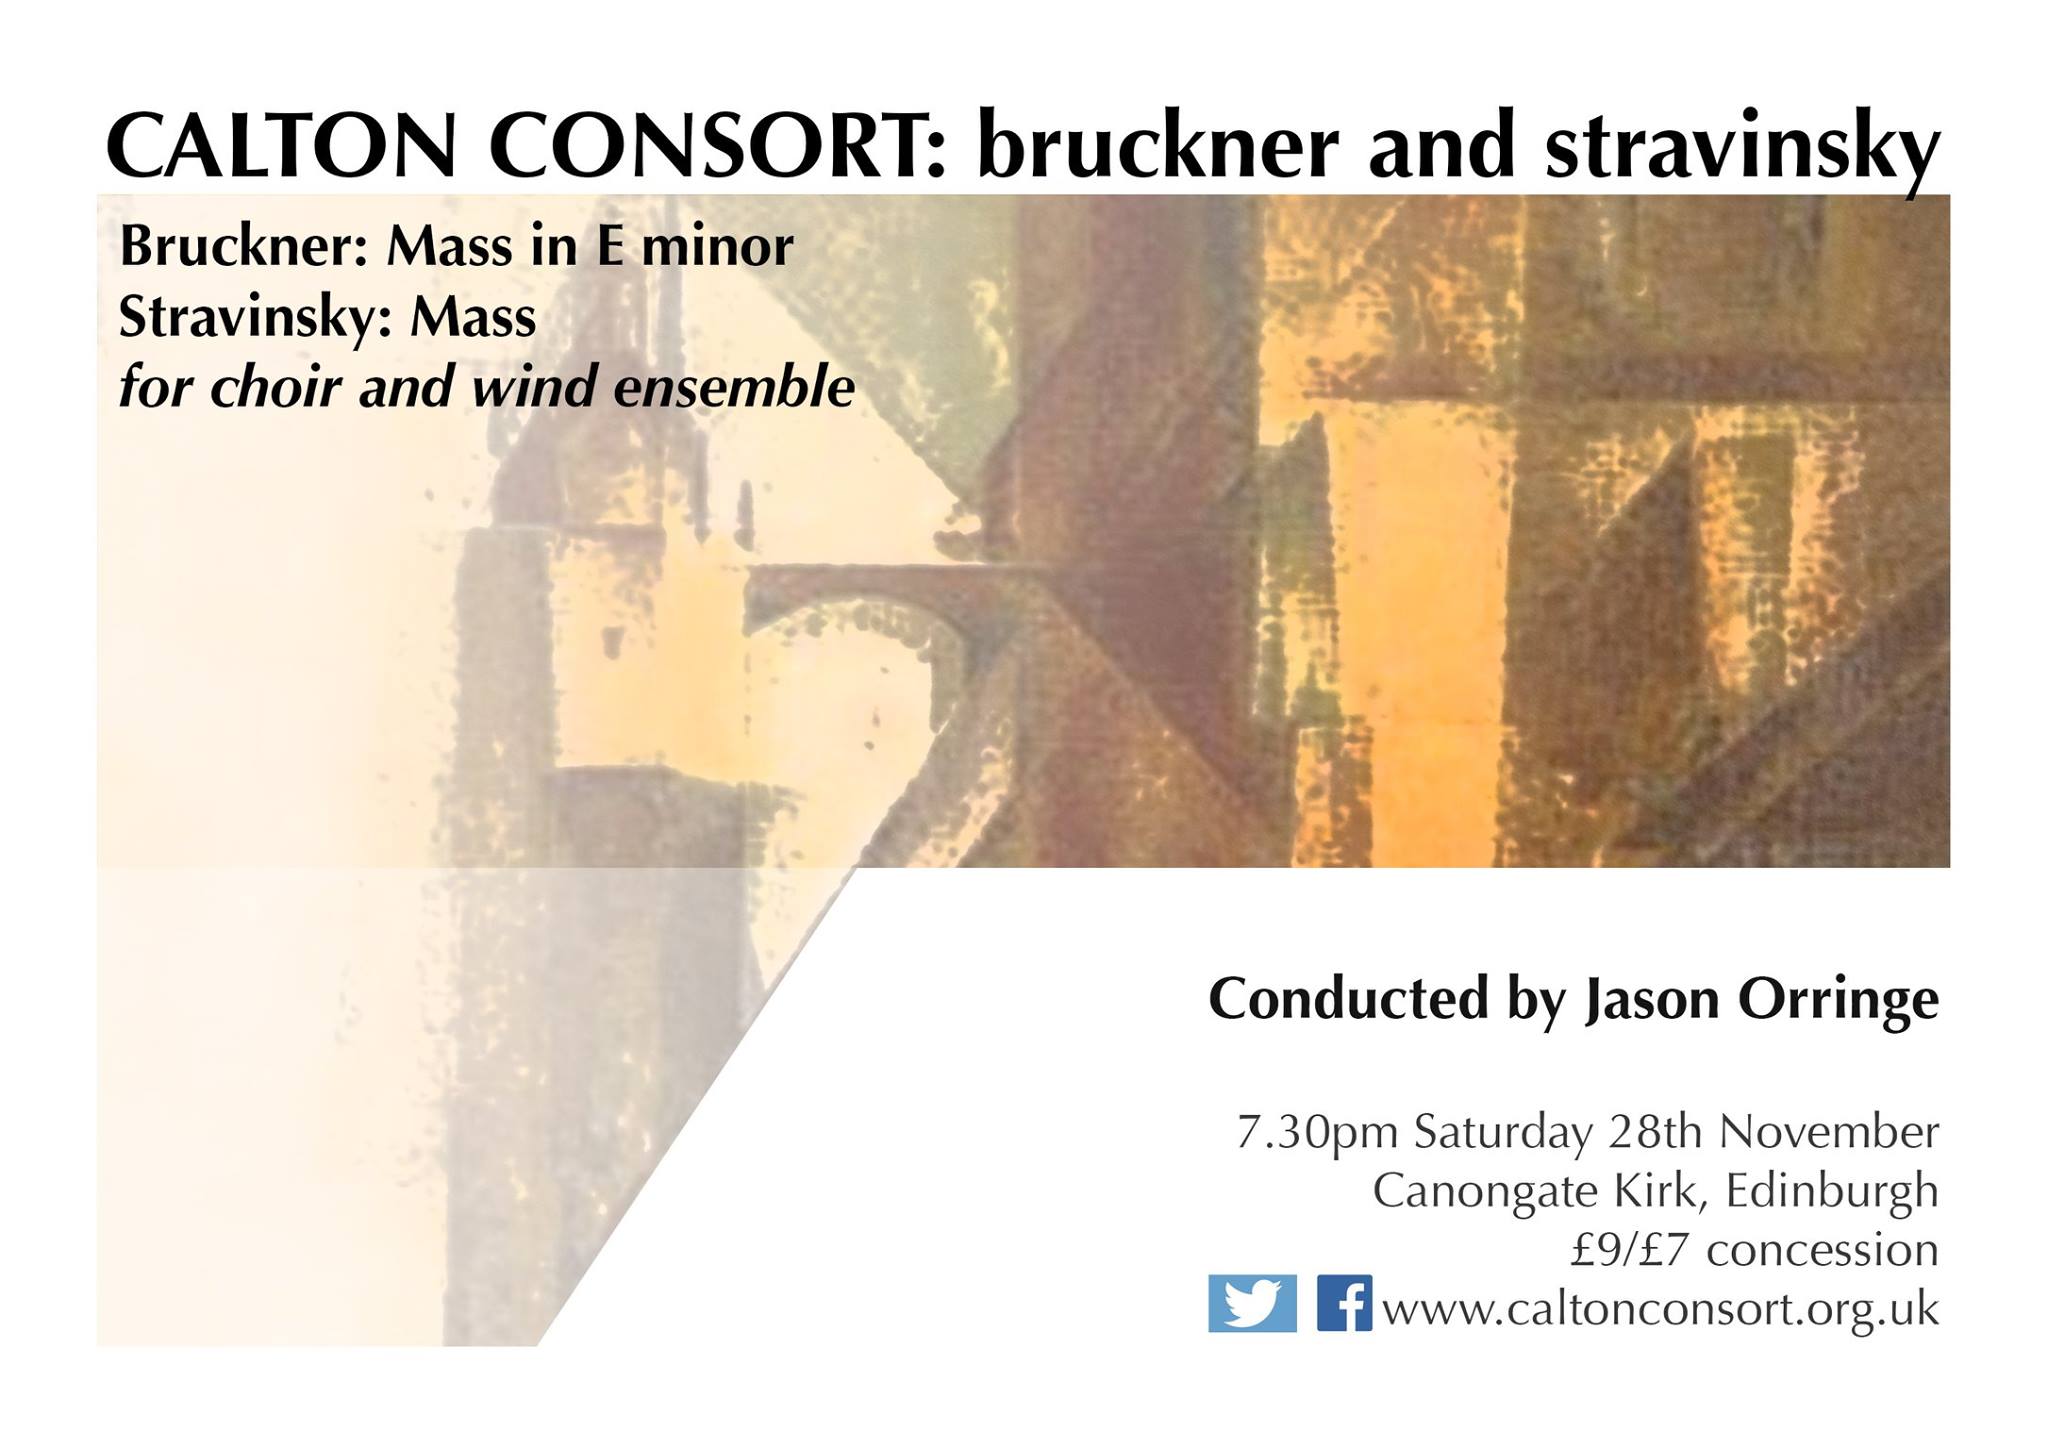 CALTON CONSORT: bruckner and stravinsky
Bruckner: Mass in E minor
Stravinsky: Mass
for choir and wind ensemble
Conducted by Jason Orringe
7.30pm Saturday 28th November
Canongate Kirk, Edinburgh
£9/£7 concession
www.caltonconsort.org.uk